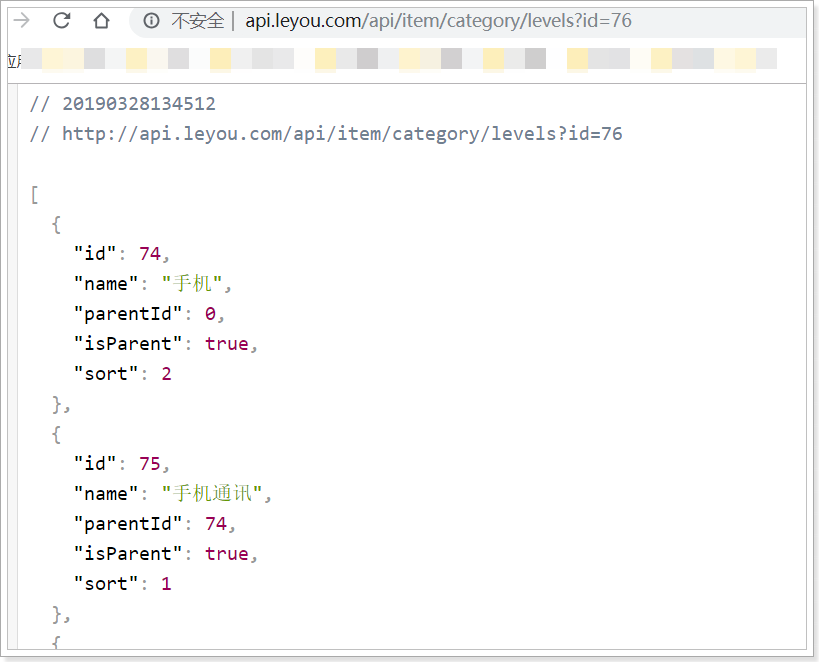 不安全 | api.leyou.com/api/item/category/levels?id=76
// 20190328134512
// http://api.leyou.com/api/item/category/levels?id=76
[
{
"id": 74,
"name": "手机",
"parentId": 0,
"isParent": true,
"sort": 2
},
{
"id": 75,
"name": "手机通讯",
"parentId": 74,
"isParent": true,
"sort": 1
},
{